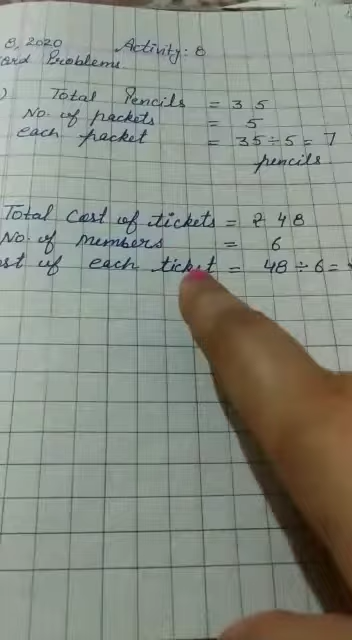 8, 2020 Activity: 8
ord Problems
) Total Pencils = 35
No. of packets = 5
each packet = 35÷5=7
pencils
Total Cost of tickets = ₹ 48
No. of members = 6
st of each ticket = 48÷6=